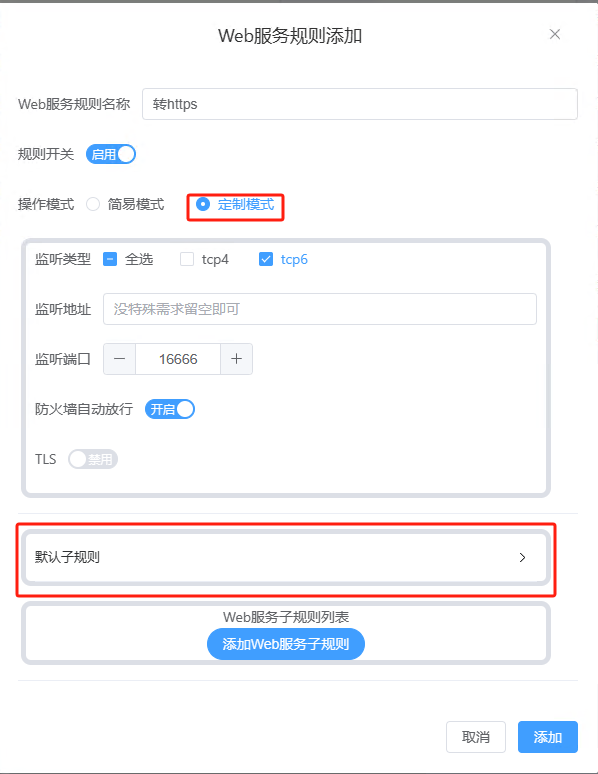 Web服务规则添加
Web服务规则名称 转https
规则开关 启用
操作模式 简易模式 定制模式
监听类型 全选 tcp4 tcp6
监听地址 没特殊需求留空即可
监听端口 16666
防火墙自动放行 开启
TLS 禁用
默认子规则
Web服务子规则列表
添加Web服务子规则
取消 添加